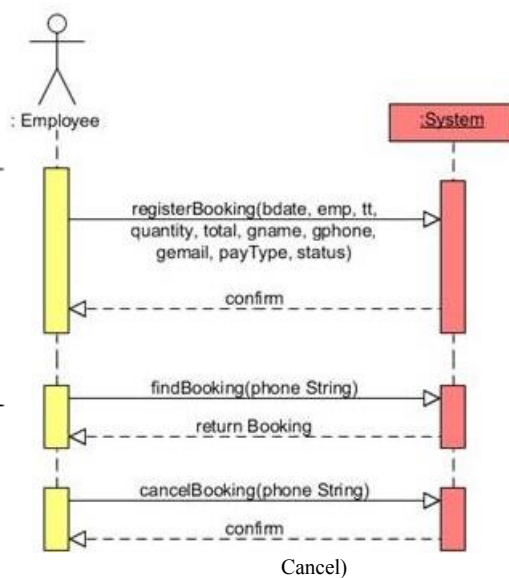 : Employee
:System
registerBooking(bdate, emp, tt,
quantity, total, gname, gphone,
gemail, payType, status)
confirm
findBooking(phone String)
return Booking
cancelBooking(phone String)
confirm
Cancel)